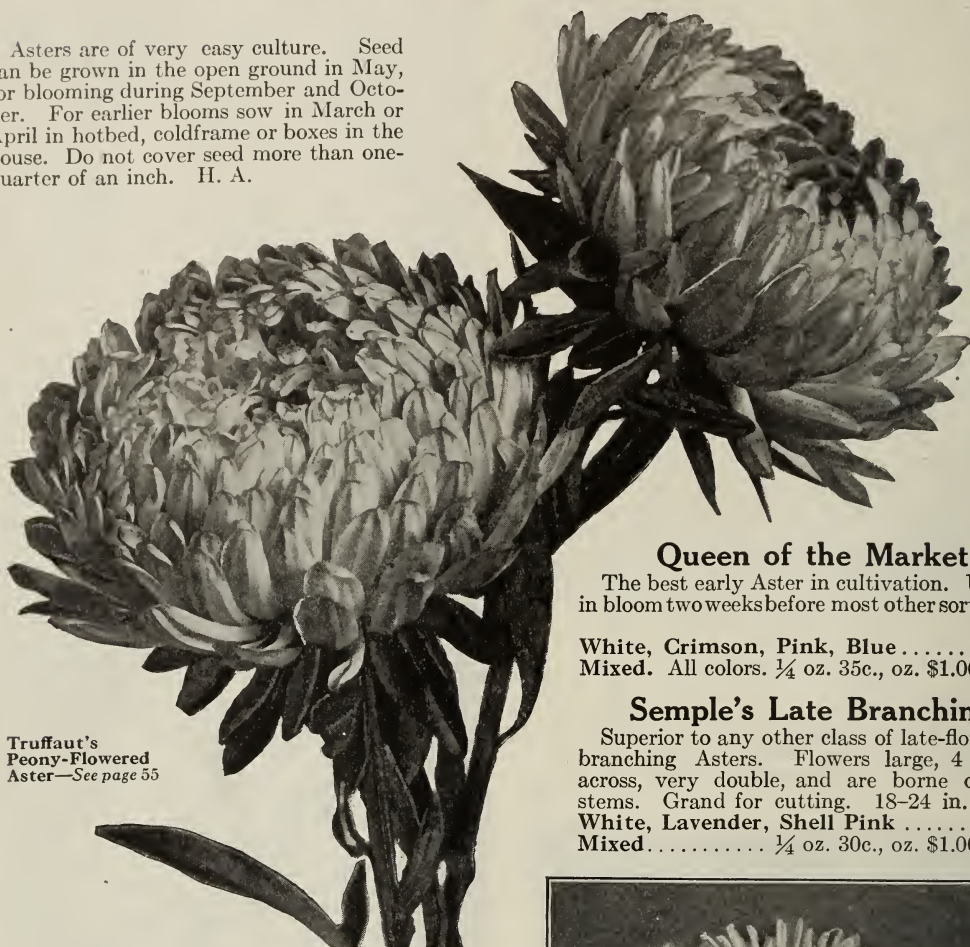 Asters are of very easy culture. Seed
an be grown in the open ground in May,
or blooming during September and Octo-
er. For earlier blooms sow in March or
April in hotbed, coldframe or boxes in the
ouse. Do not cover seed more than one-
uarter of an inch. H. A.
Truffaut's
Peony-Flowered
Aster—See page 55
Queen of the Market
The best early Aster in cultivation.
in bloom two weeks before most other sor
White, Crimson, Pink, Blue.......
Mixed. All colors. ¼ oz. 35c., oz. $1.0
Semple's Late Branchin
Superior to any other class of late-flo
branching Asters. Flowers large, 4
across, very double, and are borne
stems. Grand for cutting. 18–24 in.
White, Lavender, Shell Pink ......
Mixed........... ¼ oz. 30c., oz. $1.0